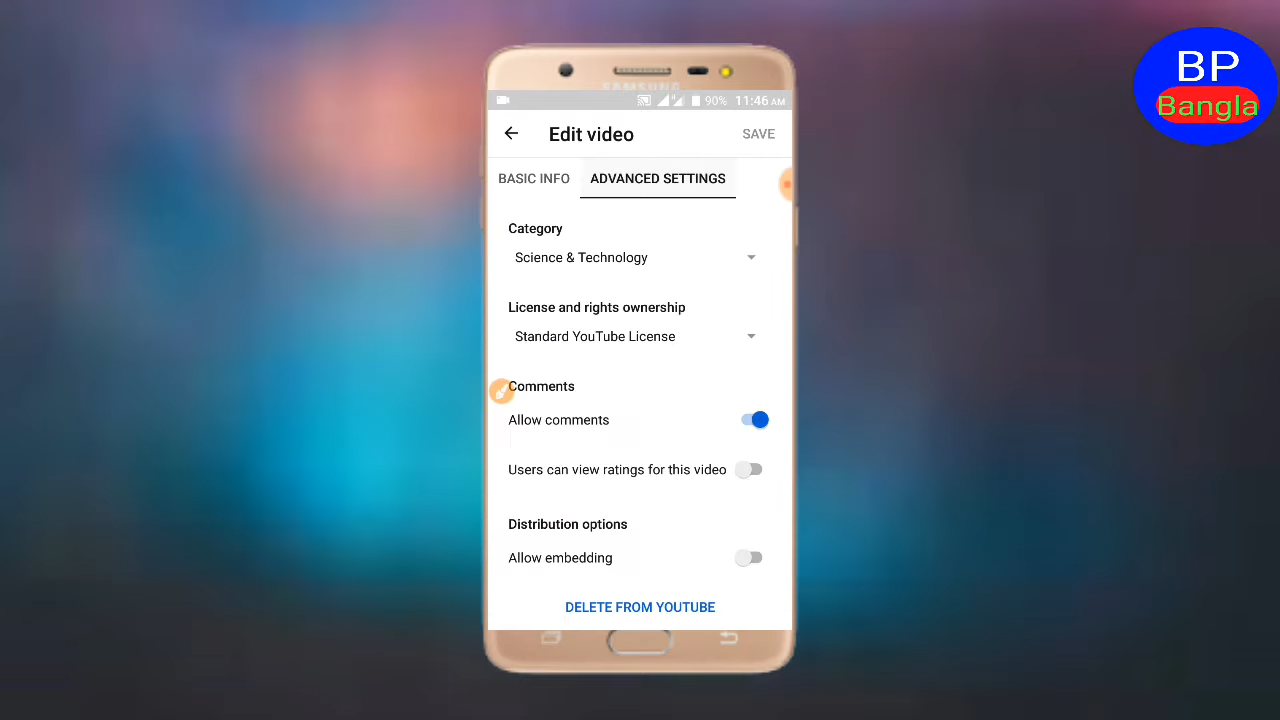 BP
Bangla
SAMSUNG
90% 11:46 AM
Edit video
SAVE
BASIC INFO
ADVANCED SETTINGS
Category
Science & Technology
License and rights ownership
Standard YouTube License
Comments
Allow comments
Users can view ratings for this video
Distribution options
Allow embedding
DELETE FROM YOUTUBE